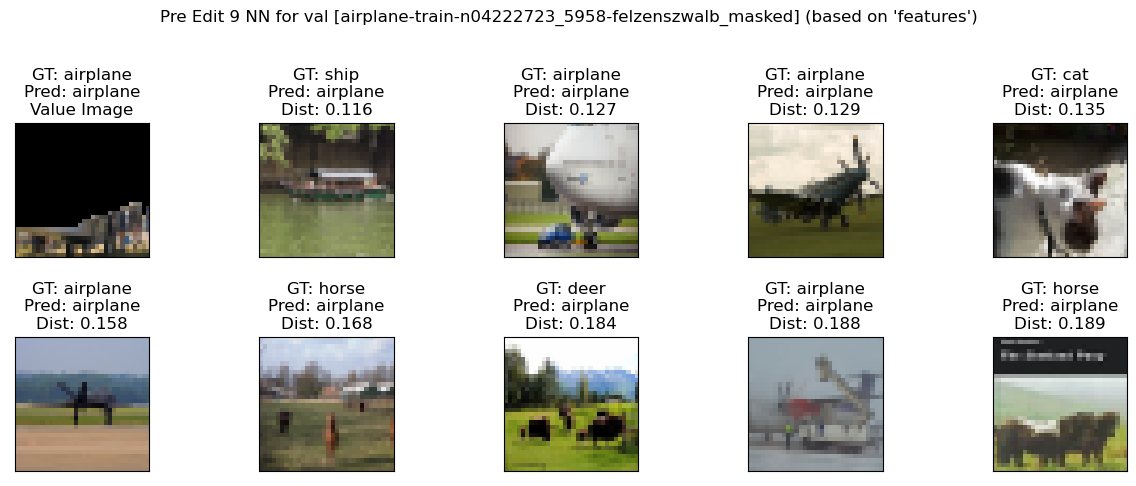 Pre Edit 9 NN for val [airplane-train-n04222723_5958-felzenszwalb_masked] (based on 'features')
GT: airplane
Pred: airplane
Value Image
GT: ship
Pred: airplane
Dist: 0.116
GT: airplane
Pred: airplane
Dist: 0.127
GT: airplane
Pred: airplane
Dist: 0.129
GT: cat
Pred: airplane
Dist: 0.135
GT: airplane
Pred: airplane
Dist: 0.158
GT: horse
Pred: airplane
Dist: 0.168
GT: deer
Pred: airplane
Dist: 0.184
GT: airplane
Pred: airplane
Dist: 0.188
GT: horse
Pred: airplane
Dist: 0.189